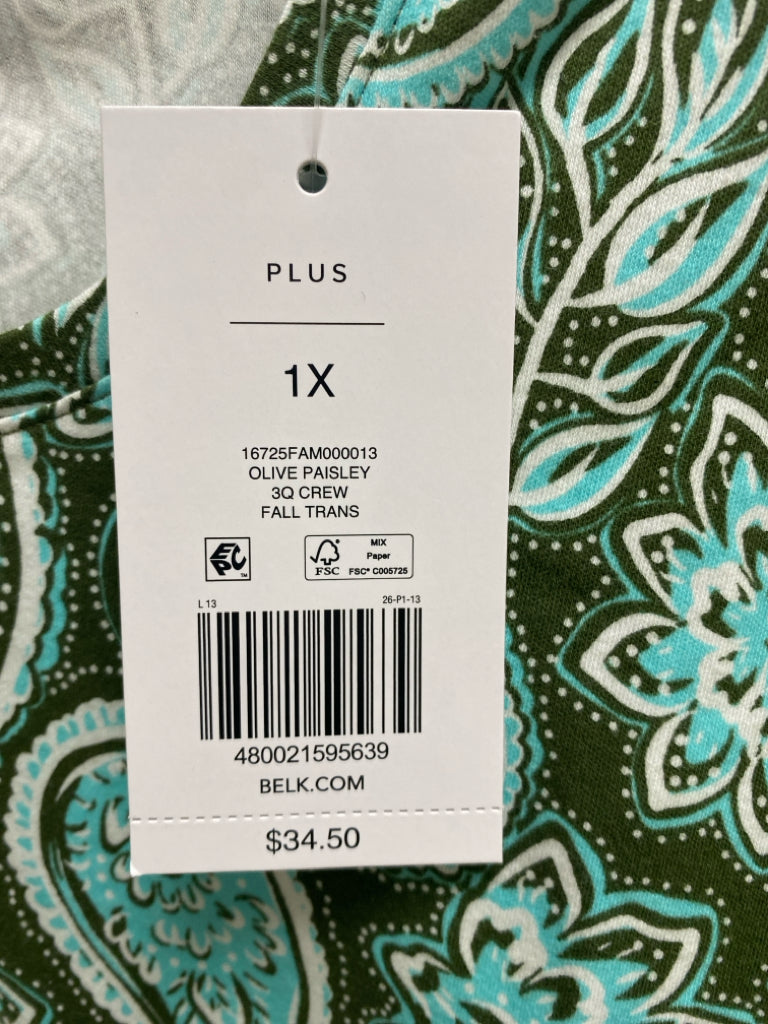 PLUS
1X
16725FAM000013
OLIVE PAISLEY
3Q CREW
FALL TRANS
EPC™
FSC
MIX
Paper
FSC® C005725
L 13
26-P1-13
480021595639
BELK.COM
$34.50